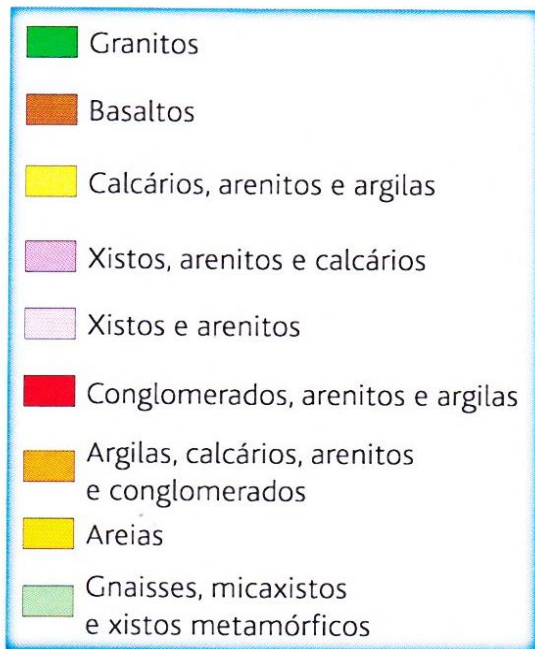 Granitos
Basaltos
Calcários, arenitos e argilas
Xistos, arenitos e calcários
Xistos e arenitos
Conglomerados, arenitos e argilas
Argilas, calcários, arenitos
e conglomerados
Areias
Gnaisses, micaxistos
e xistos metamórficos